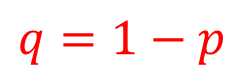 q = 1 − p